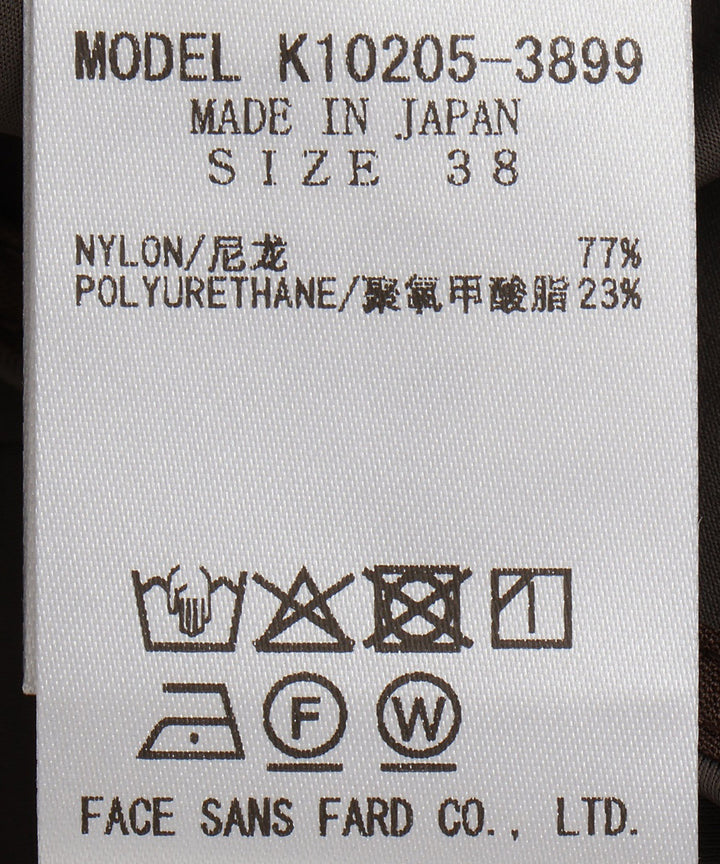 MODEL K10205-3899
MADE IN JAPAN
SIZE 38
NYLON/尼龙 77%
POLYURETHANE/聚氨甲酸脂 23%
F W
FACE SANS FARD CO., LTD.